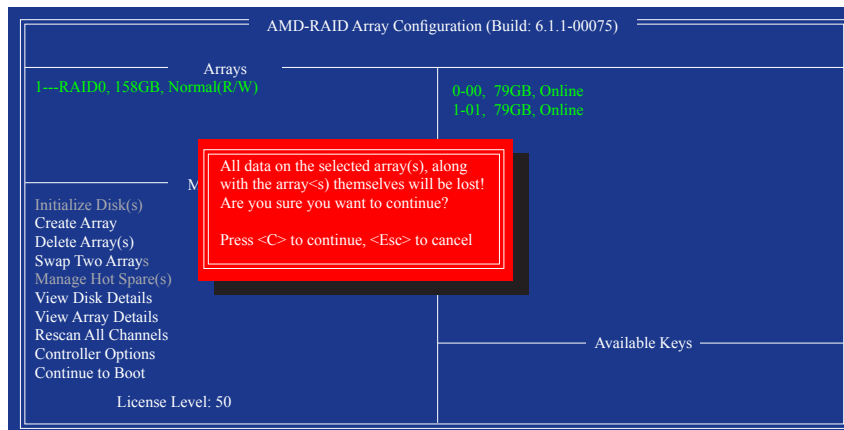 AMD-RAID Array Configuration (Build: 6.1.1-00075)
Arrays
1---RAID0, 158GB, Normal(R/W)
0-00, 79GB, Online
1-01, 79GB, Online
All data on the selected array(s), along
with the array<s) themselves will be lost!
Are you sure you want to continue?
Press <C> to continue, <Esc> to cancel
M
Initialize Disk(s)
Create Array
Delete Array(s)
Swap Two Arrays
Manage Hot Spare(s)
View Disk Details
View Array Details
Rescan All Channels
Controller Options
Continue to Boot
License Level: 50
Available Keys